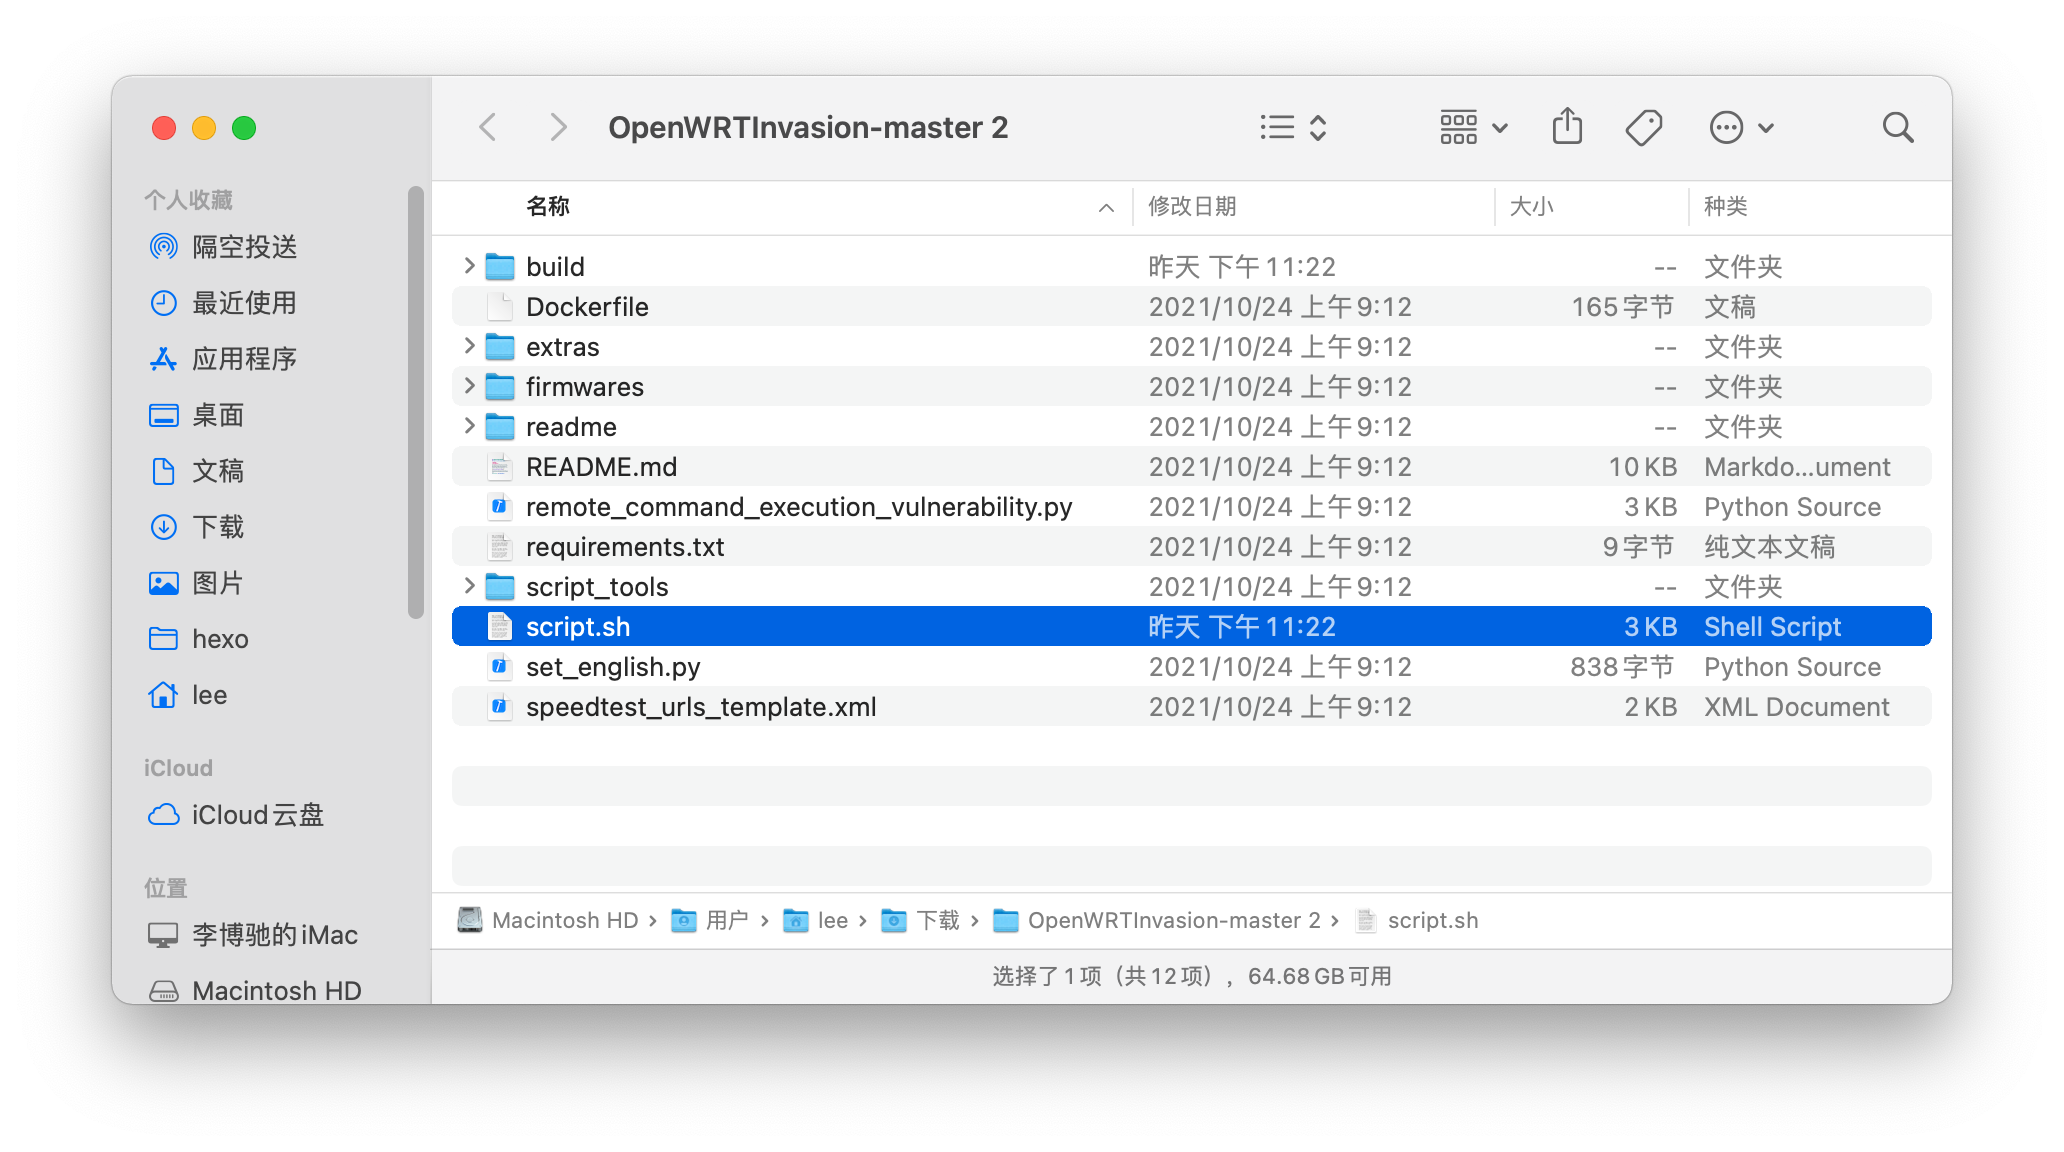 OpenWRTInvasion-master 2
个人收藏
隔空投送
最近使用
应用程序
桌面
文稿
下载
图片
hexo
lee
iCloud
iCloud云盘
位置
李博驰的iMac
Macintosh HD
名称 修改日期 大小 种类
build 昨天 下午11:22 -- 文件夹
Dockerfile 2021/10/24 上午9:12 165字节 文稿
extras 2021/10/24 上午9:12 -- 文件夹
firmwares 2021/10/24 上午9:12 -- 文件夹
readme 2021/10/24 上午9:12 -- 文件夹
README.md 2021/10/24 上午9:12 10 KB Markdo...ument
remote_command_execution_vulnerability.py 2021/10/24 上午9:12 3 KB Python Source
requirements.txt 2021/10/24 上午9:12 9字节 纯文本文稿
script_tools 2021/10/24 上午9:12 -- 文件夹
script.sh 昨天 下午11:22 3 KB Shell Script
set_english.py 2021/10/24 上午9:12 838字节 Python Source
speedtest_urls_template.xml 2021/10/24 上午9:12 2 KB XML Document
Macintosh HD › 用户 › lee › 下载 › OpenWRTInvasion-master 2 › script.sh
选择了1项（共12项），64.68GB可用